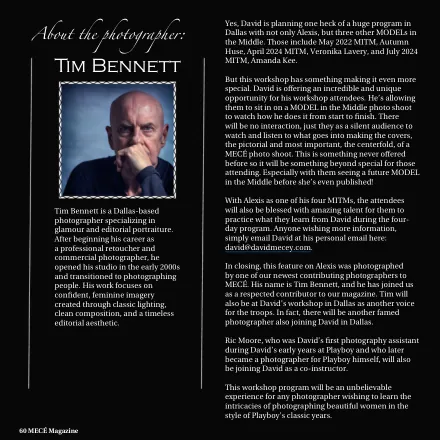 About the photographer:
TIM BENNETT
Tim Bennett is a Dallas-based
photographer specializing in
glamour and editorial portraiture.
After beginning his career as
a professional retoucher and
commercial photographer, he
opened his studio in the early 2000s
and transitioned to photographing
people. His work focuses on
confident, feminine imagery
created through classic lighting,
clean composition, and a timeless
editorial aesthetic.
Yes, David is planning one heck of a huge program in
Dallas with not only Alexis, but three other MODELs in
the Middle. Those include May 2022 MITM, Autumn
Huse, April 2024 MITM, Veronika Lavery, and July 2024
MITM, Amanda Kee.
But this workshop has something making it even more
special. David is offering an incredible and unique
opportunity for his workshop attendees. He's allowing
them to sit in on a MODEL in the Middle photo shoot
to watch how he does it from start to finish. There
will be no interaction, just they as a silent audience to
watch and listen to what goes into making the covers,
the pictorial and most important, the centerfold, of a
MECÉ photo shoot. This is something never offered
before so it will be something beyond special for those
attending. Especially with them seeing a future MODEL
in the Middle before she's even published!
With Alexis as one of his four MITMs, the attendees
will also be blessed with amazing talent for them to
practice what they learn from David during the four-
day program. Anyone wishing more information,
simply email David at his personal email here:
david@davidmecey.com.
In closing, this feature on Alexis was photographed
by one of our newest contributing photographers to
MECÉ. His name is Tim Bennett, and he has joined us
as a respected contributor to our magazine. Tim will
also be at David's workshop in Dallas as another voice
for the troops. In fact, there will be another famed
photographer also joining David in Dallas.
Ric Moore, who was David's first photography assistant
during David's early years at Playboy and who later
became a photographer for Playboy himself, will also
be joining David as a co-instructor.
This workshop program will be an unbelievable
experience for any photographer wishing to learn the
intricacies of photographing beautiful women in the
style of Playboy's classic years.
60 MECÉ Magazine